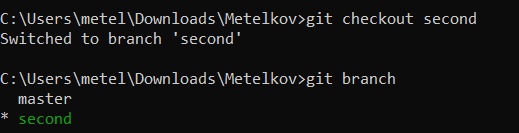 C:\Users\metel\Downloads\Metelkov>git checkout second
Switched to branch 'second'
C:\Users\metel\Downloads\Metelkov>git branch
  master
* second